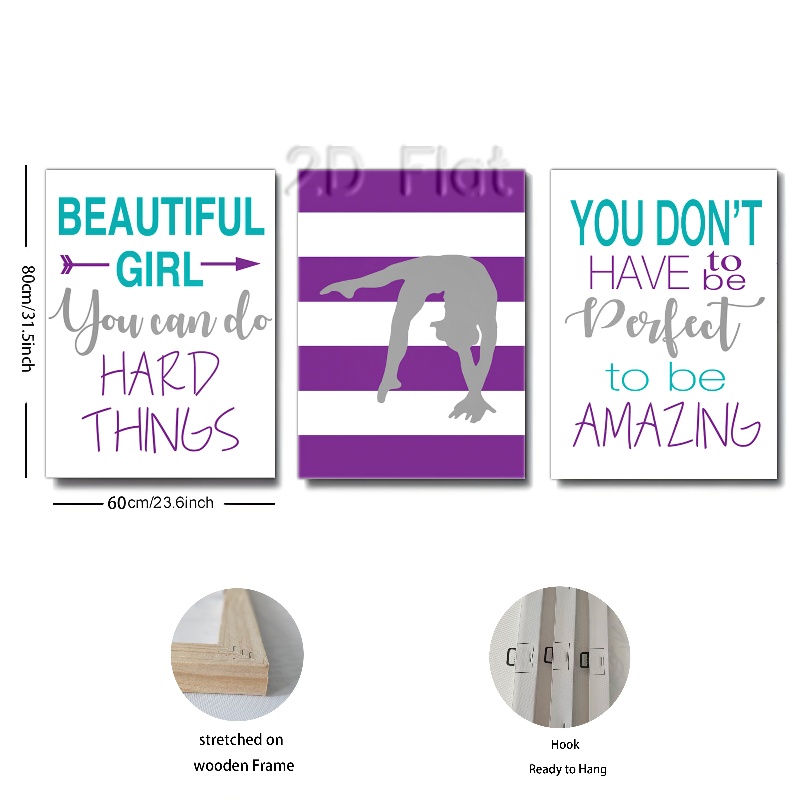 2D Flat
80cm/31.5inch
BEAUTIFUL
GIRL
You can do
HARD
THINGS
YOU DON'T
HAVE to be
Perfect
to be
AMAZING
60cm/23.6inch
stretched on
wooden Frame
Hook
Ready to Hang